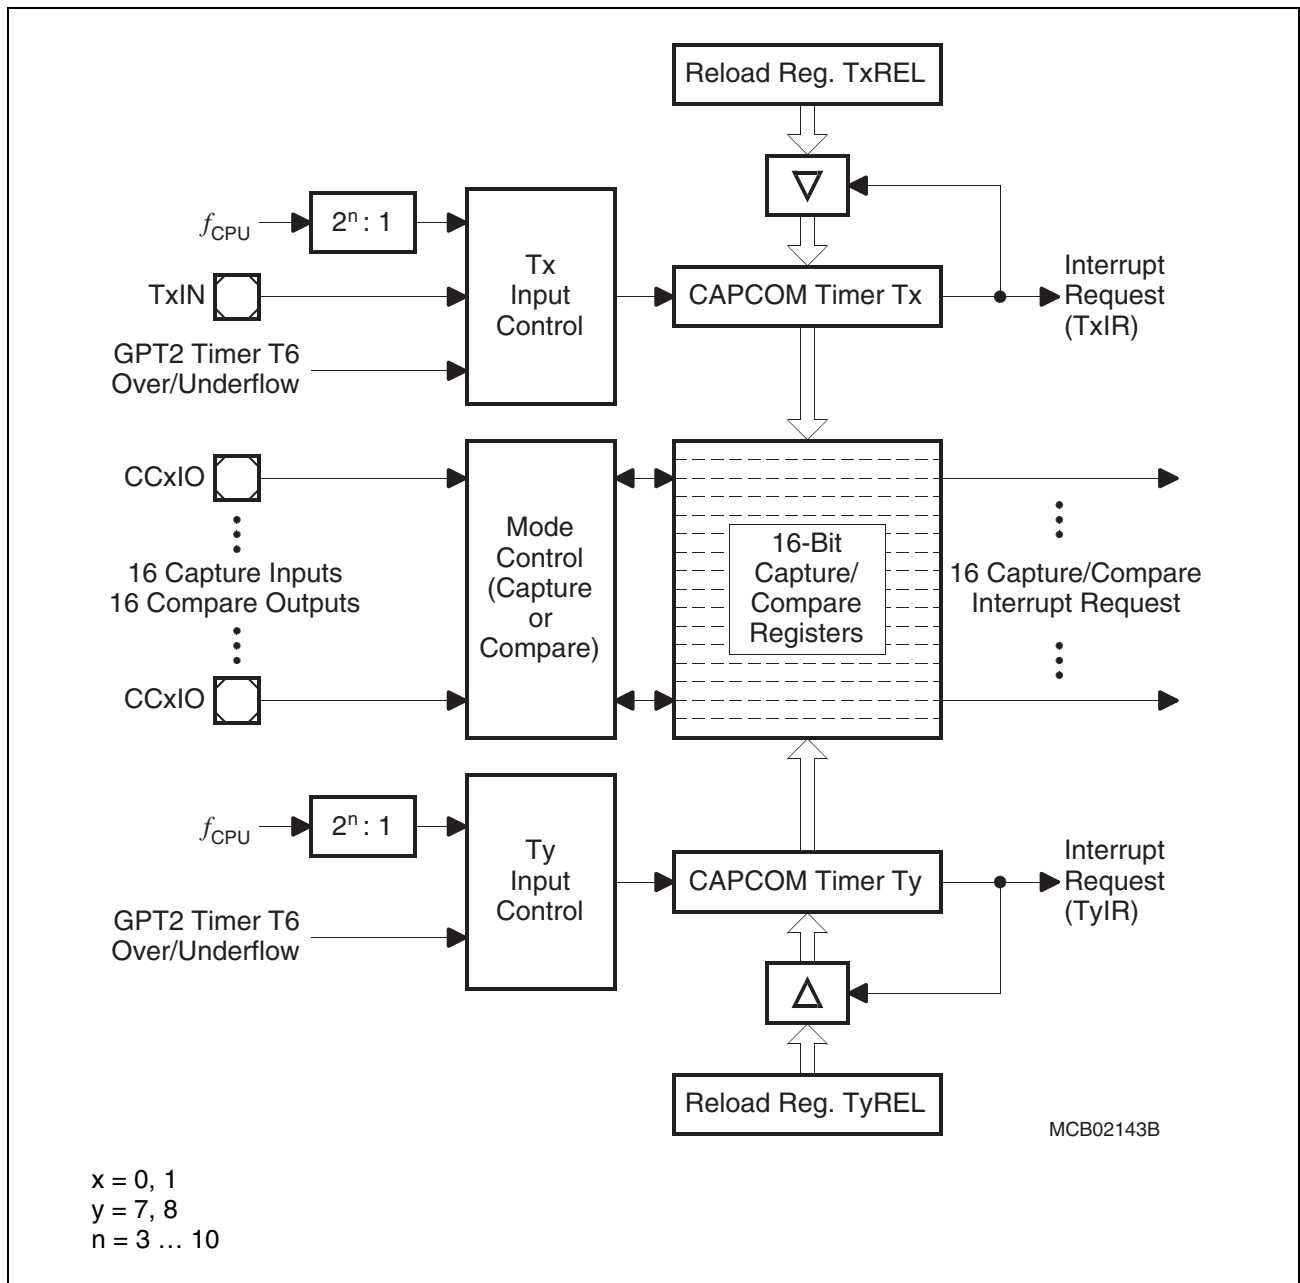 Reload Reg. TxREL
fCPU
2ⁿ : 1
TxIN
GPT2 Timer T6
Over/Underflow
Tx
Input
Control
CAPCOM Timer Tx
Interrupt
Request
(TxIR)
CCxIO
16 Capture Inputs
16 Compare Outputs
CCxIO
Mode
Control
(Capture
or
Compare)
16-Bit
Capture/
Compare
Registers
16 Capture/Compare
Interrupt Request
fCPU
2ⁿ : 1
GPT2 Timer T6
Over/Underflow
Ty
Input
Control
CAPCOM Timer Ty
Interrupt
Request
(TyIR)
Reload Reg. TyREL
MCB02143B
x = 0, 1
y = 7, 8
n = 3 … 10